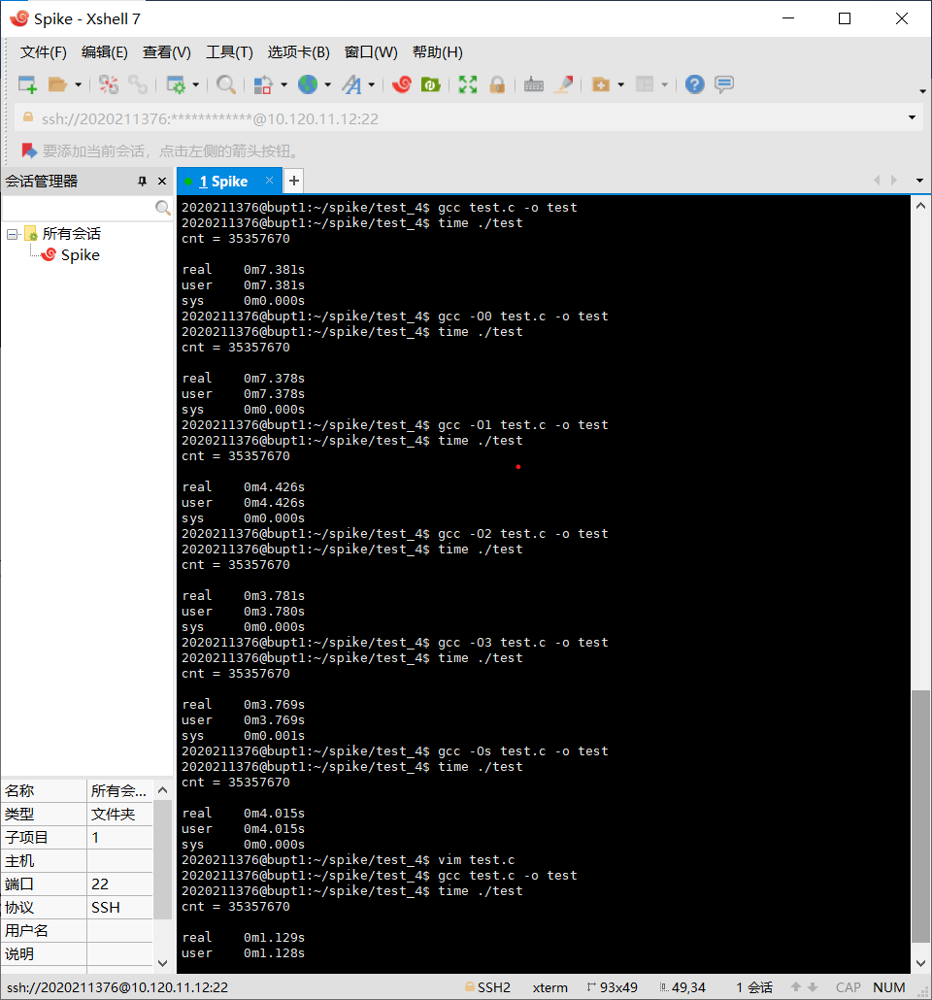 Spike - Xshell 7
文件(F) 编辑(E) 查看(V) 工具(T) 选项卡(B) 窗口(W) 帮助(H)
ssh://2020211376:************@10.120.11.12:22
要添加当前会话，点击左侧的箭头按钮。
会话管理器
所有会话
Spike
名称 所有会...
类型 文件夹
子项目 1
主机
端口 22
协议 SSH
用户名
说明
1 Spike
2020211376@bupt1:~/spike/test_4$ gcc test.c -o test
2020211376@bupt1:~/spike/test_4$ time ./test
cnt = 35357670
real 0m7.381s
user 0m7.381s
sys 0m0.000s
2020211376@bupt1:~/spike/test_4$ gcc -O0 test.c -o test
2020211376@bupt1:~/spike/test_4$ time ./test
cnt = 35357670
real 0m7.378s
user 0m7.378s
sys 0m0.000s
2020211376@bupt1:~/spike/test_4$ gcc -O1 test.c -o test
2020211376@bupt1:~/spike/test_4$ time ./test
cnt = 35357670
real 0m4.426s
user 0m4.426s
sys 0m0.000s
2020211376@bupt1:~/spike/test_4$ gcc -O2 test.c -o test
2020211376@bupt1:~/spike/test_4$ time ./test
cnt = 35357670
real 0m3.781s
user 0m3.780s
sys 0m0.000s
2020211376@bupt1:~/spike/test_4$ gcc -O3 test.c -o test
2020211376@bupt1:~/spike/test_4$ time ./test
cnt = 35357670
real 0m3.769s
user 0m3.769s
sys 0m0.001s
2020211376@bupt1:~/spike/test_4$ gcc -Os test.c -o test
2020211376@bupt1:~/spike/test_4$ time ./test
cnt = 35357670
real 0m4.015s
user 0m4.015s
sys 0m0.000s
2020211376@bupt1:~/spike/test_4$ vim test.c
2020211376@bupt1:~/spike/test_4$ gcc test.c -o test
2020211376@bupt1:~/spike/test_4$ time ./test
cnt = 35357670
real 0m1.129s
user 0m1.128s
ssh://2020211376@10.120.11.12:22 SSH2 xterm 93x49 49,34 1 会话 CAP NUM